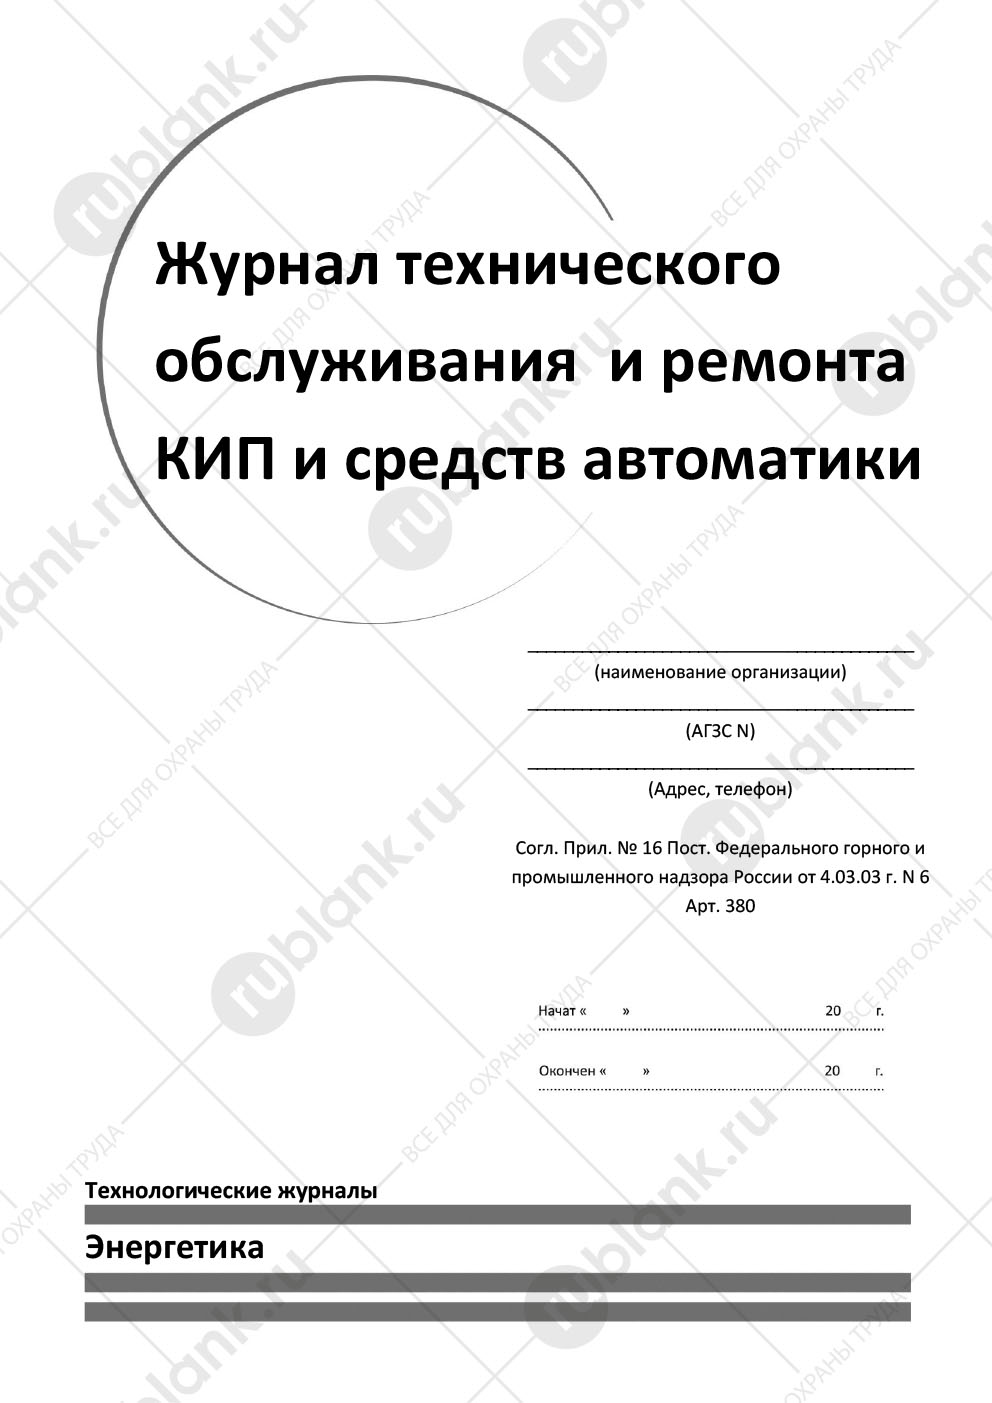 Журнал технического
обслуживания и ремонта
КИП и средств автоматики
(наименование организации)
(АГЗС N)
(Адрес, телефон)
Согл. Прил. № 16 Пост. Федерального горного и
промышленного надзора России от 4.03.03 г. N 6
Арт. 380
Начат « » 20 г.
Окончен « » 20 г.
Технологические журналы
Энергетика
rublank.ru
ВСЕ ДЛЯ ОХРАНЫ ТРУДА